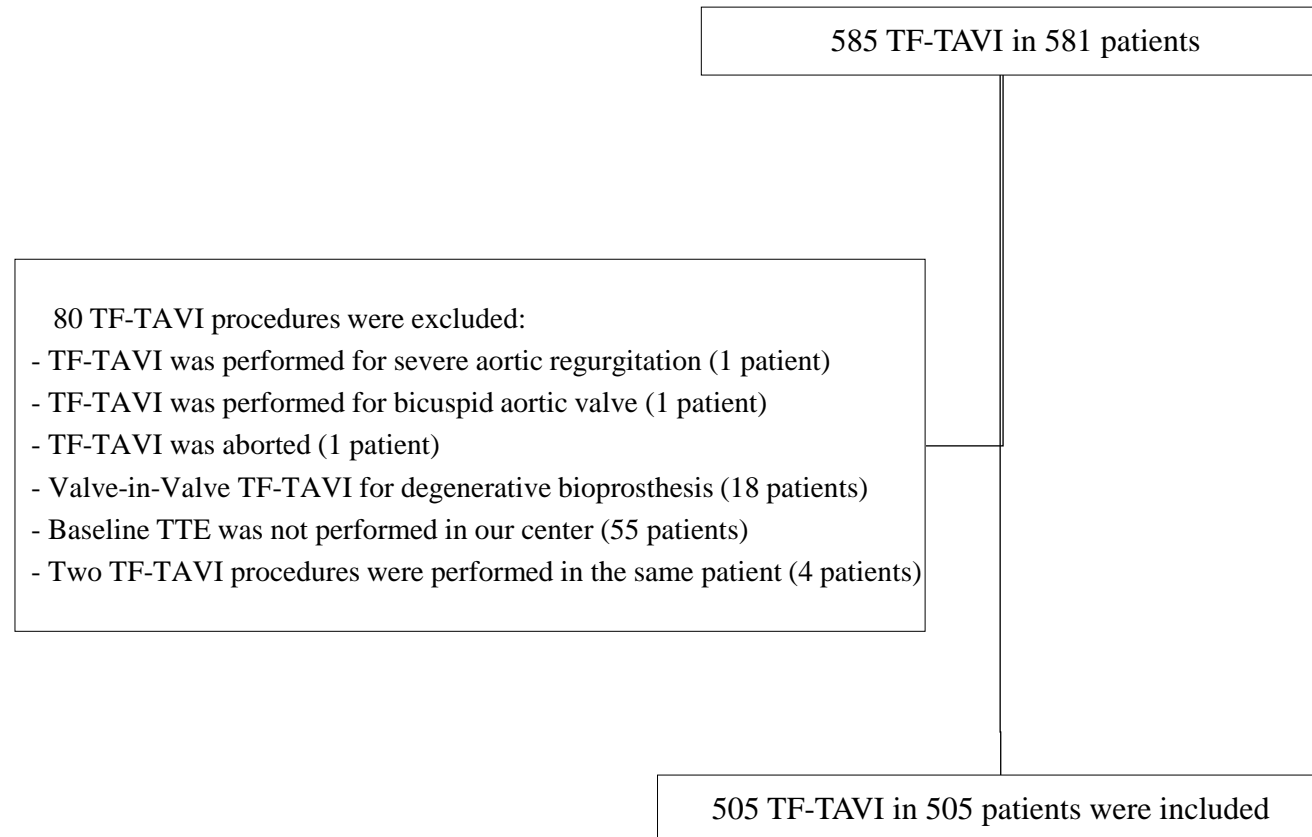 585 TF-TAVI in 581 patients
80 TF-TAVI procedures were excluded:
- TF-TAVI was performed for severe aortic regurgitation (1 patient)
- TF-TAVI was performed for bicuspid aortic valve (1 patient)
- TF-TAVI was aborted (1 patient)
- Valve-in-Valve TF-TAVI for degenerative bioprosthesis (18 patients)
- Baseline TTE was not performed in our center (55 patients)
- Two TF-TAVI procedures were performed in the same patient (4 patients)
505 TF-TAVI in 505 patients were included